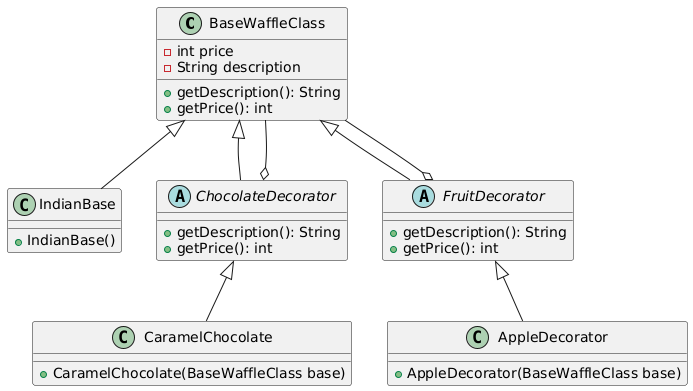 C BaseWaffleClass
int price
String description
getDescription(): String
getPrice(): int
C IndianBase
IndianBase()
A ChocolateDecorator
getDescription(): String
getPrice(): int
A FruitDecorator
getDescription(): String
getPrice(): int
C CaramelChocolate
CaramelChocolate(BaseWaffleClass base)
C AppleDecorator
AppleDecorator(BaseWaffleClass base)